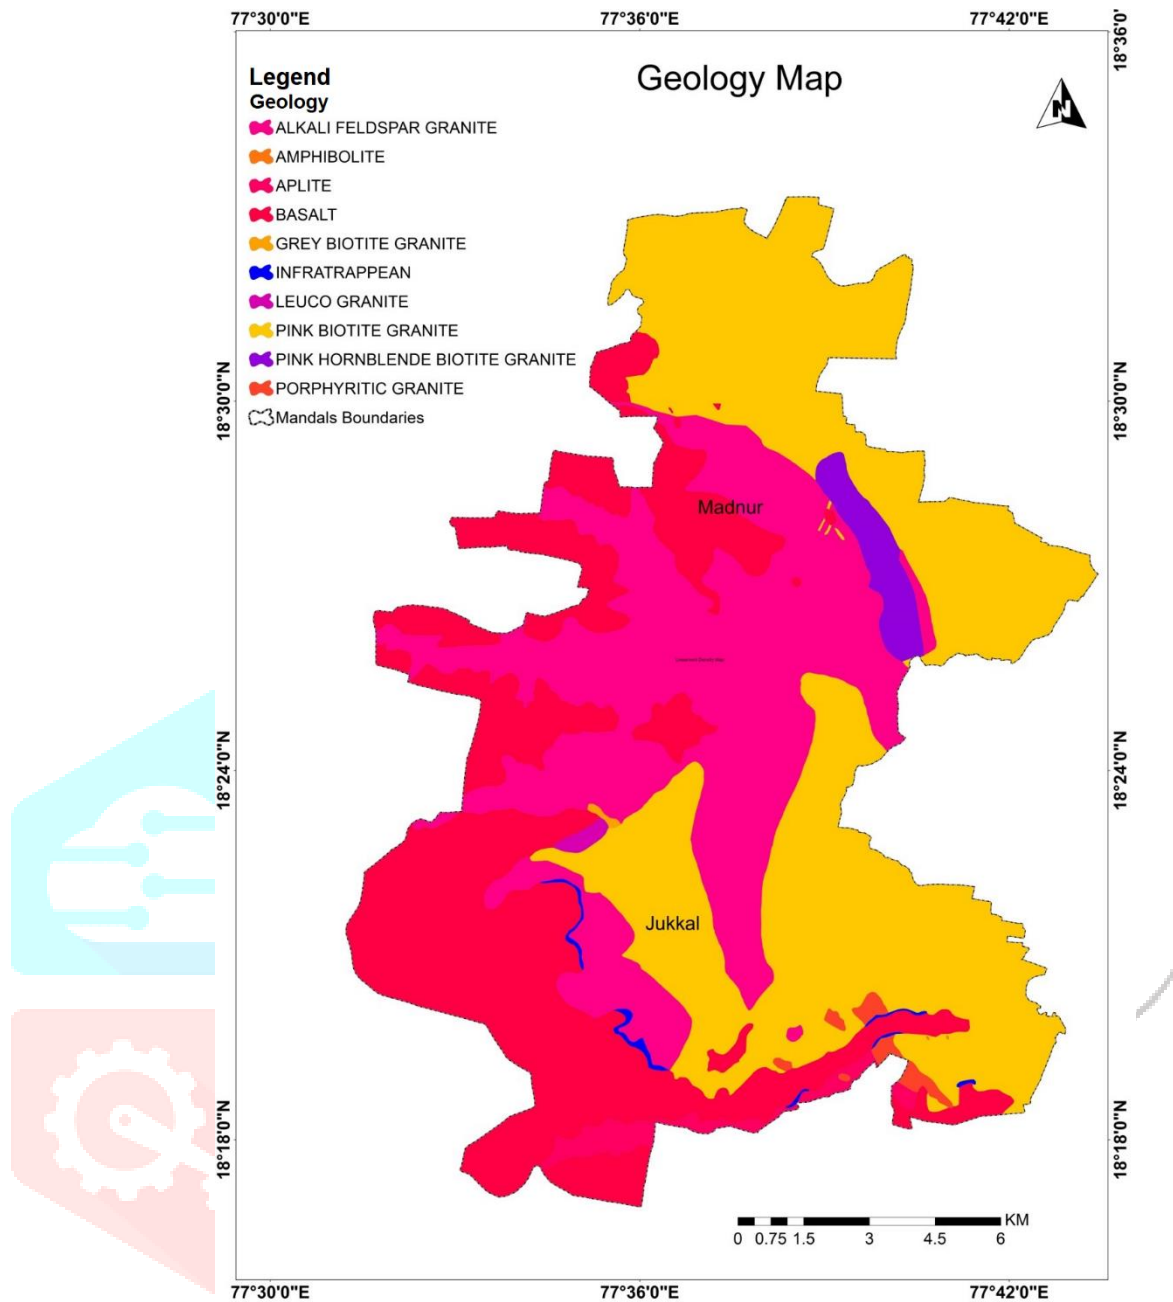 77°30'0"E 77°36'0"E 77°42'0"E
18°36'0"
Geology Map
N
Legend
Geology
ALKALI FELDSPAR GRANITE
AMPHIBOLITE
APLITE
BASALT
GREY BIOTITE GRANITE
INFRATRAPPEAN
LEUCO GRANITE
PINK BIOTITE GRANITE
PINK HORNBLENDE BIOTITE GRANITE
PORPHYRITIC GRANITE
Mandals Boundaries
18°30'0"N 18°30'0"N
Madnur
18°24'0"N 18°24'0"N
Jukkal
18°18'0"N 18°18'0"N
KM
0 0.75 1.5 3 4.5 6
77°30'0"E 77°36'0"E 77°42'0"E